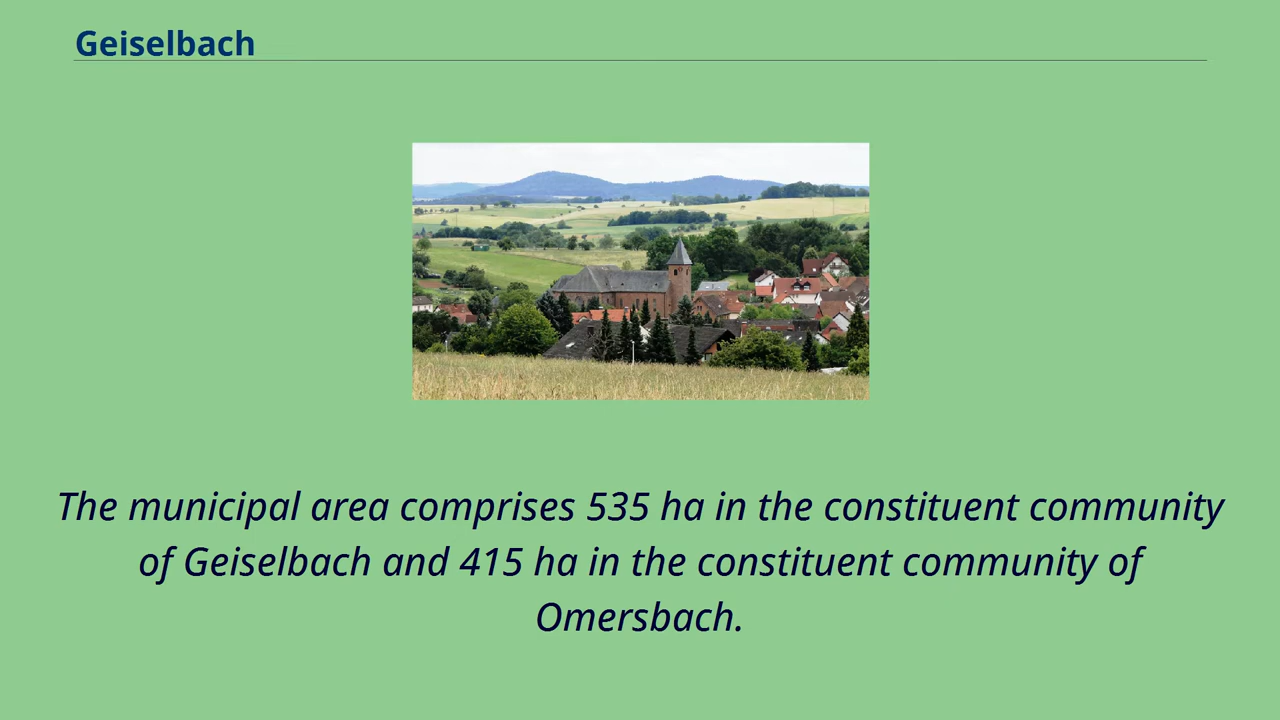 Geiselbach
The municipal area comprises 535 ha in the constituent community
of Geiselbach and 415 ha in the constituent community of
Omersbach.